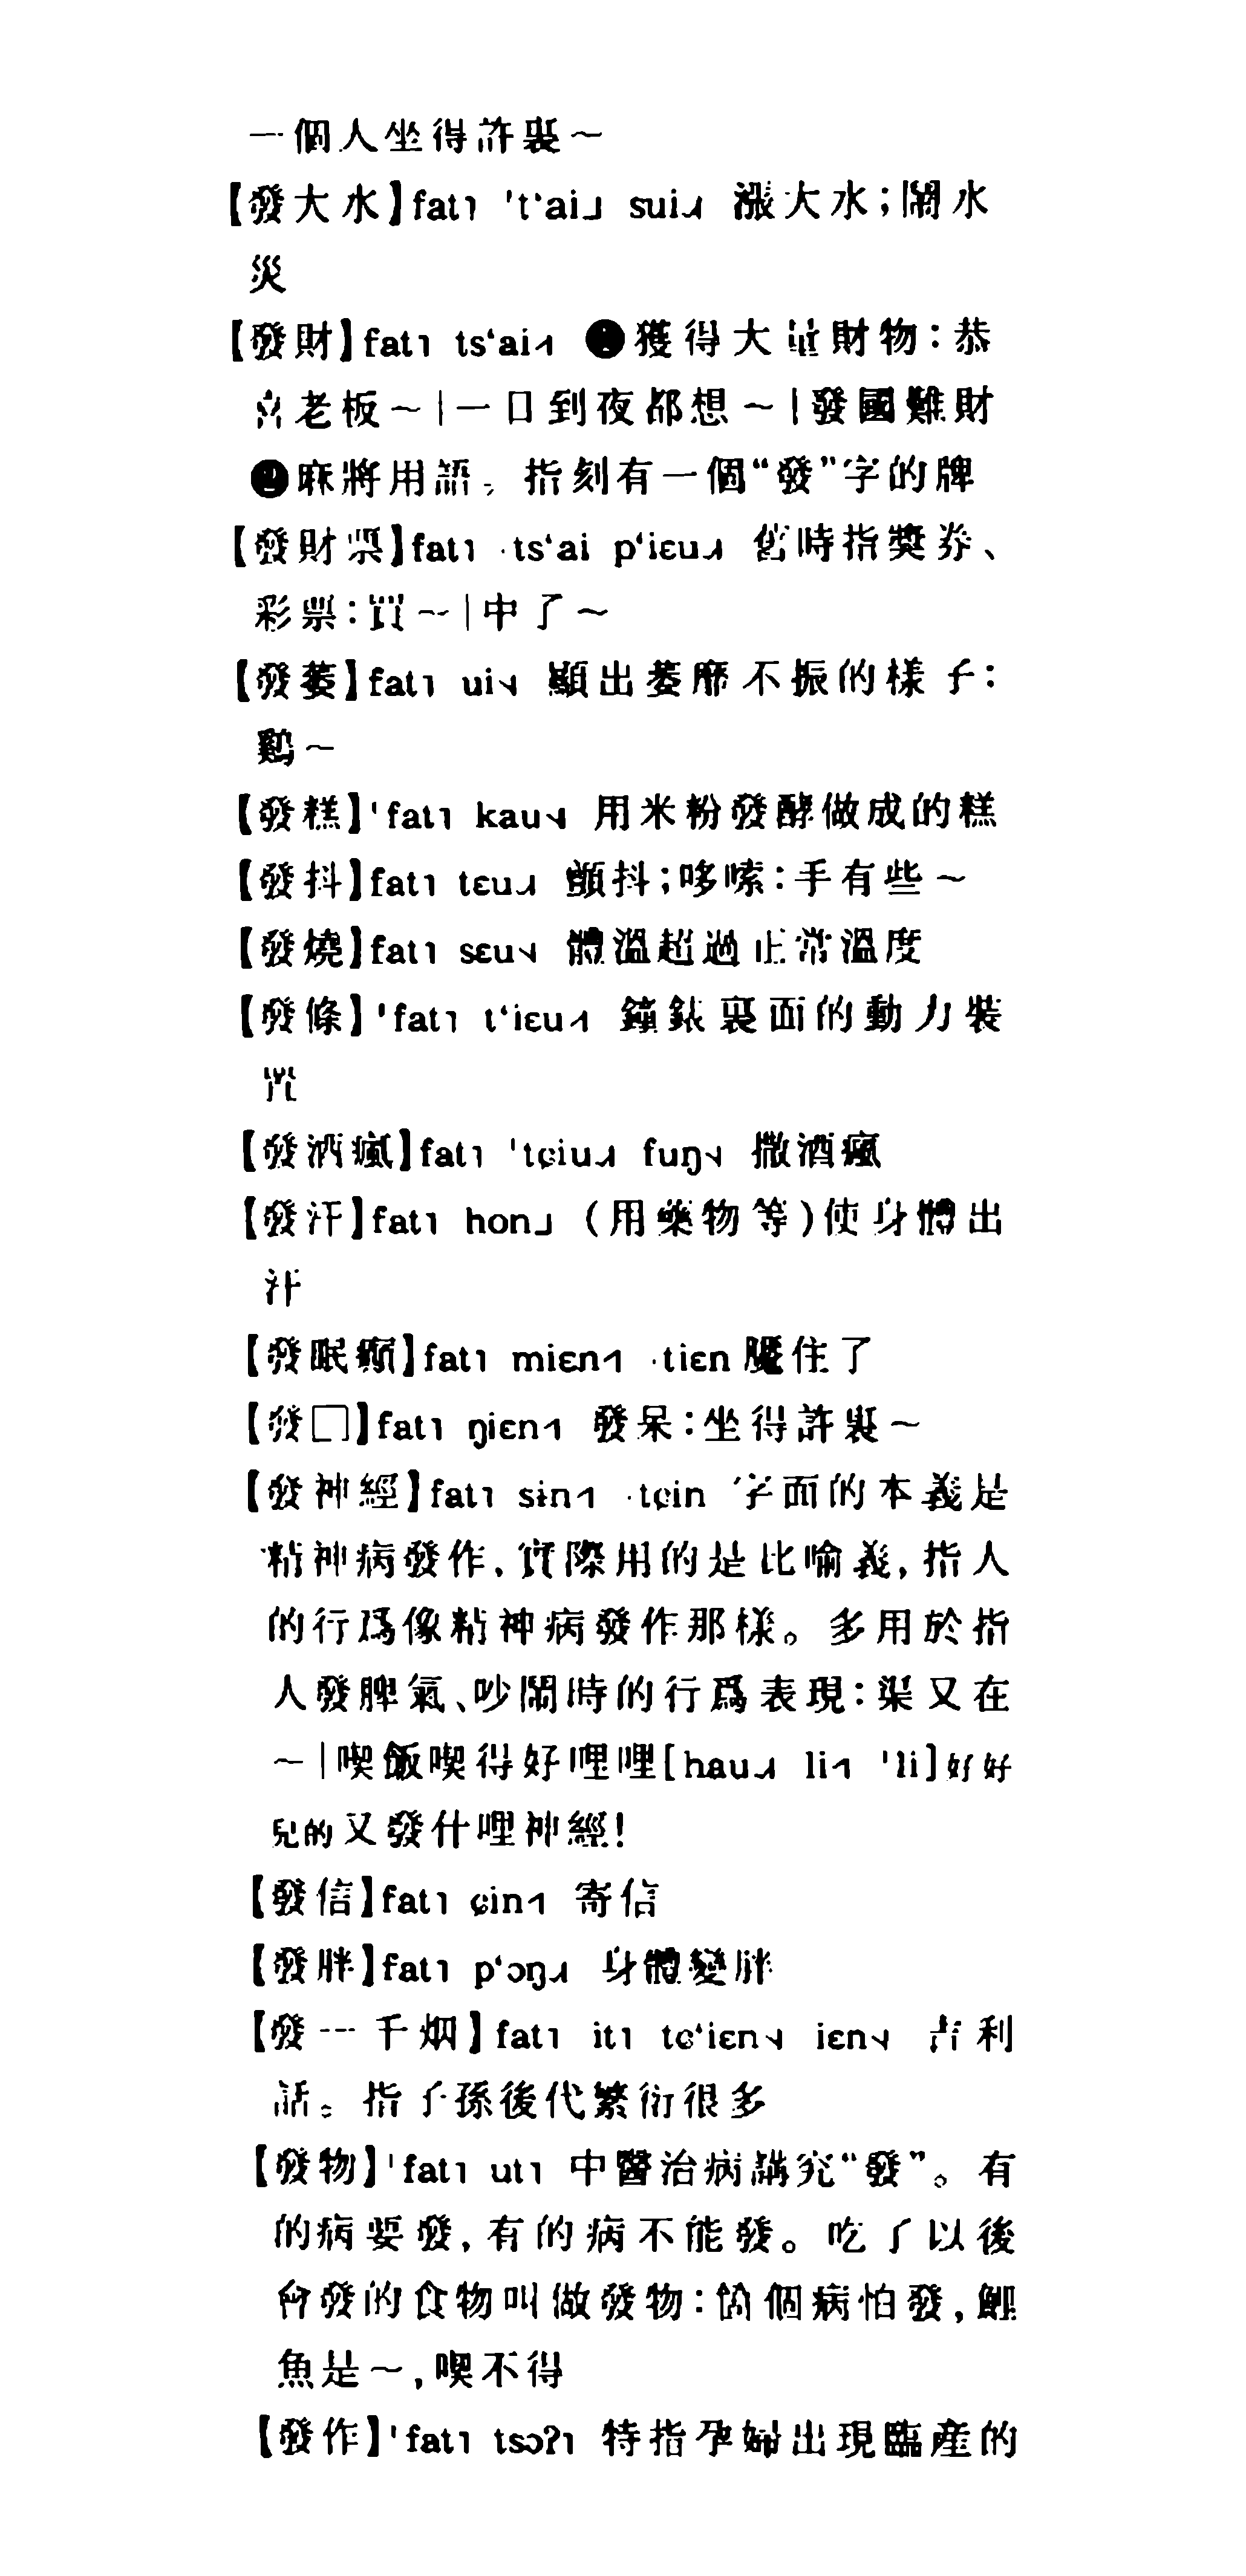 一個人坐得許裏～
【發大水】fat˥ ˈtʻai˩ sui˨˩˧ 漲大水；鬧水
災
【發財】fat˥ tsʻai˧˥ ❶獲得大量財物：恭
喜老板～|一日到夜都想～|發國難財
❷麻將用語。指刻有一個“發”字的牌
【發財票】fat˥ ·tsʻai pʻiɛu˨˩˧ 舊時指獎券、
彩票：買～|中了～
【發萎】fat˥ ui˦˨ 顯出萎靡不振的樣子：
鷄～
【發糕】ˈfat˥ kau˦˨ 用米粉發酵做成的糕
【發抖】fat˥ tɛu˨˩˧ 顫抖；哆嗦：手有些～
【發燒】fat˥ sɛu˦˨ 體溫超過正常溫度
【發條】ˈfat˥ tʻiɛu˧˥ 鐘錶裏面的動力裝
置
【發酒瘋】fat˥ ˈtɕiu˨˩˧ fuŋ˦˨ 撒酒瘋
【發汗】fat˥ hon˩ （用藥物等）使身體出
汗
【發眠癲】fat˥ miɛn˧˥ ·tiɛn 魘住了
【發□】fat˥ ŋiɛn˧˥ 發呆：坐得許裏～
【發神經】fat˥ sɨn˧˥ ·tɕin 字面的本義是
精神病發作，實際用的是比喻義，指人
的行爲像精神病發作那樣。多用於指
人發脾氣、吵鬧時的行爲表現：渠又在
～|喫飯喫得好哩哩[hau˨˩˧ li˧˥ ˈli]好好
兒的又發什哩神經！
【發信】fat˥ ɕin˧˥ 寄信
【發胖】fat˥ pʻɔŋ˨˩˧ 身體變胖
【發一千烟】fat˥ it˥ tɕʻiɛn˦˨ iɛn˦˨ 吉利
話。指子孫後代繁衍很多
【發物】ˈfat˥ ut˥ 中醫治病講究“發”。有
的病要發，有的病不能發。吃了以後
會發的食物叫做發物：箇個病怕發，鯉
魚是～，喫不得
【發作】ˈfat˥ tsɔʔ˥ 特指孕婦出現臨産的